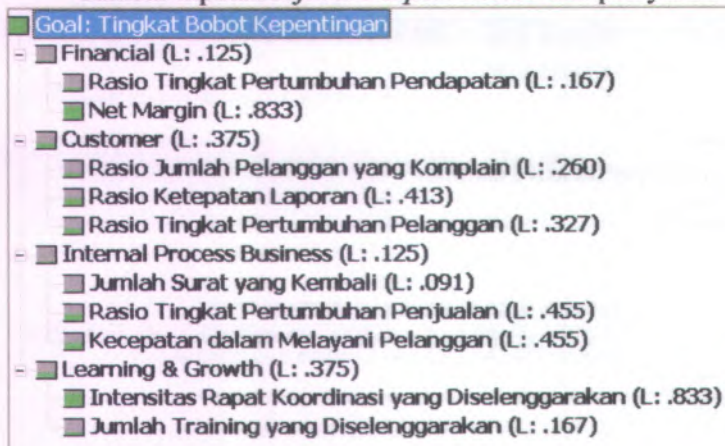 Goal: Tingkat Bobot Kepentingan
Financial (L: .125)
Rasio Tingkat Pertumbuhan Pendapatan (L: .167)
Net Margin (L: .833)
Customer (L: .375)
Rasio Jumlah Pelanggan yang Komplain (L: .260)
Rasio Ketepatan Laporan (L: .413)
Rasio Tingkat Pertumbuhan Pelanggan (L: .327)
Internal Process Business (L: .125)
Jumlah Surat yang Kembali (L: .091)
Rasio Tingkat Pertumbuhan Penjualan (L: .455)
Kecepatan dalam Melayani Pelanggan (L: .455)
Learning & Growth (L: .375)
Intensitas Rapat Koordinasi yang Diselenggarakan (L: .833)
Jumlah Training yang Diselenggarakan (L: .167)